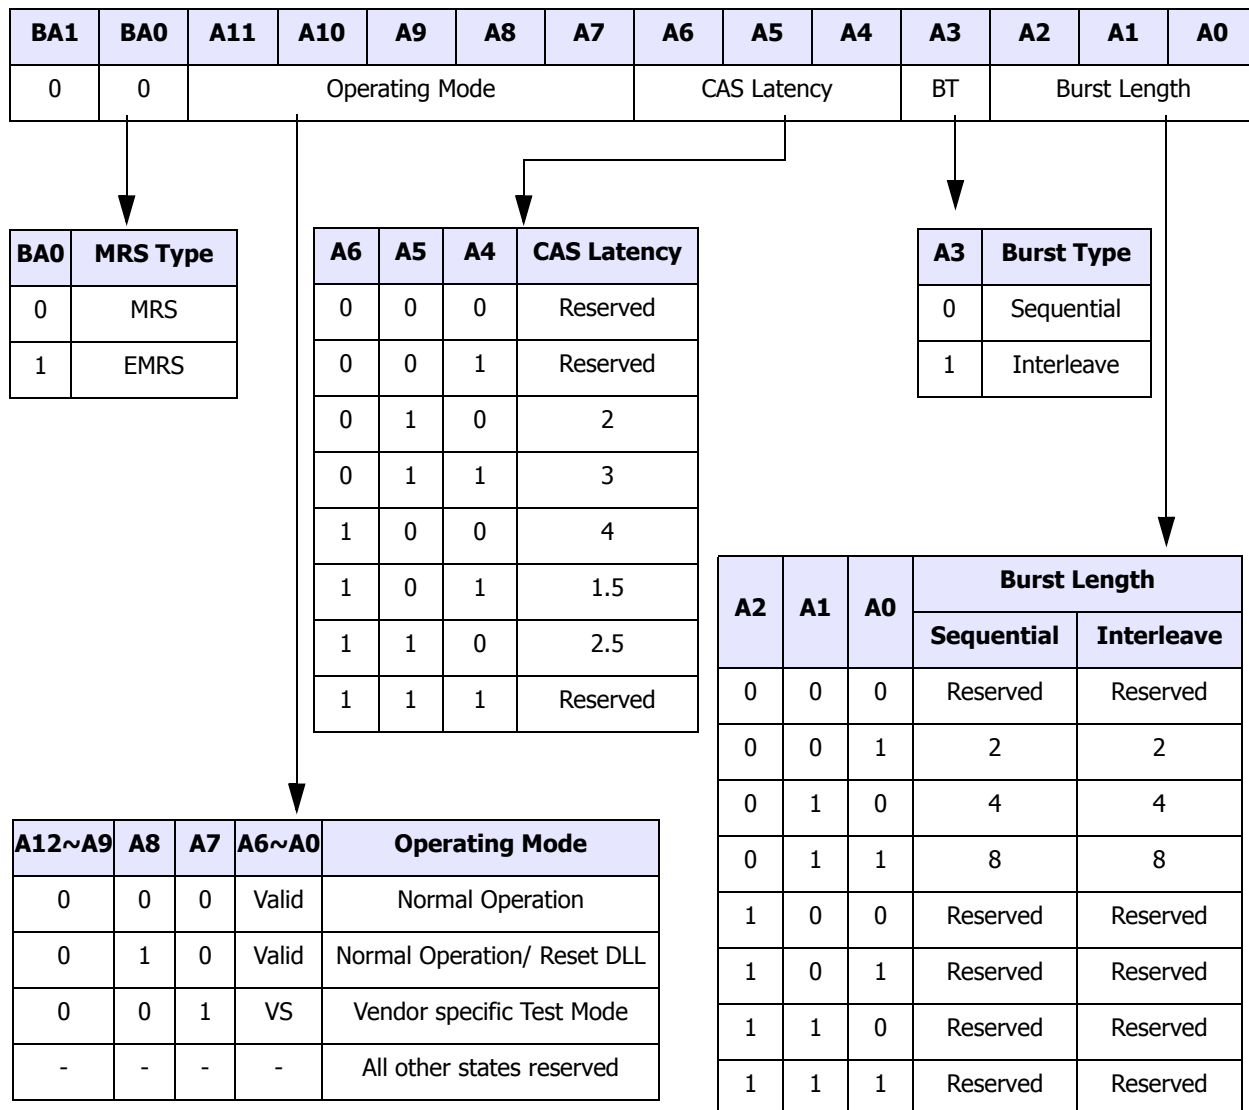 BA1 BA0 A11 A10 A9 A8 A7 A6 A5 A4 A3 A2 A1 A0
0 0 Operating Mode CAS Latency BT Burst Length
BA0 MRS Type
0 MRS
1 EMRS
A6 A5 A4 CAS Latency
0 0 0 Reserved
0 0 1 Reserved
0 1 0 2
0 1 1 3
1 0 0 4
1 0 1 1.5
1 1 0 2.5
1 1 1 Reserved
A3 Burst Type
0 Sequential
1 Interleave
A2 A1 A0 Burst Length
Sequential Interleave
0 0 0 Reserved Reserved
0 0 1 2 2
0 1 0 4 4
0 1 1 8 8
1 0 0 Reserved Reserved
1 0 1 Reserved Reserved
1 1 0 Reserved Reserved
1 1 1 Reserved Reserved
A12~A9 A8 A7 A6~A0 Operating Mode
0 0 0 Valid Normal Operation
0 1 0 Valid Normal Operation/ Reset DLL
0 0 1 VS Vendor specific Test Mode
- - - - All other states reserved